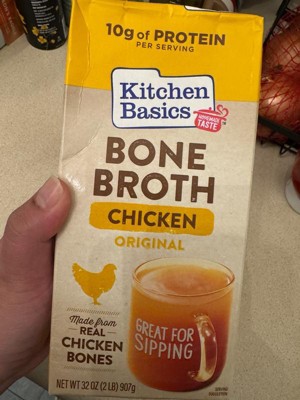 10g of PROTEIN
PER SERVING
Kitchen
Basics
HOMEMADE
TASTE
BONE
BROTH
CHICKEN
ORIGINAL
Made from
REAL
CHICKEN
BONES
GREAT FOR
SIPPING
NET WT 32 OZ (2 LB) 907g